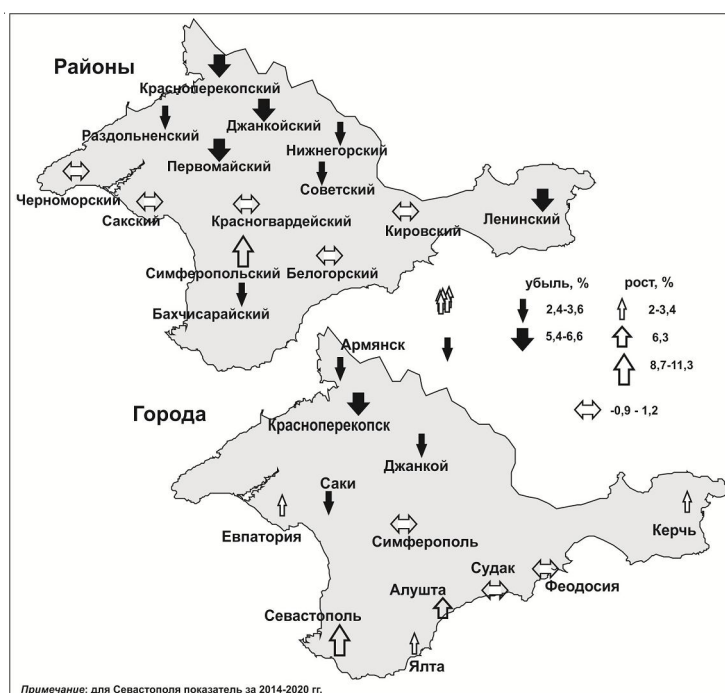 Районы
Красноперекопский
Раздольненский
Джанкойский
Нижнегорский
Первомайский
Советский
Черноморский
Сакский
Красногвардейский
Кировский
Ленинский
Симферопольский
Белогорский
Бахчисарайский
убыль, %
рост, %
2,4-3,6
2-3,4
5,4-6,6
6,3
8,7-11,3
-0,9 - 1,2
Города
Армянск
Красноперекопск
Джанкой
Саки
Евпатория
Симферополь
Керчь
Судак
Феодосия
Алушта
Севастополь
Ялта
Примечание: для Севастополя показатель за 2014-2020 гг.